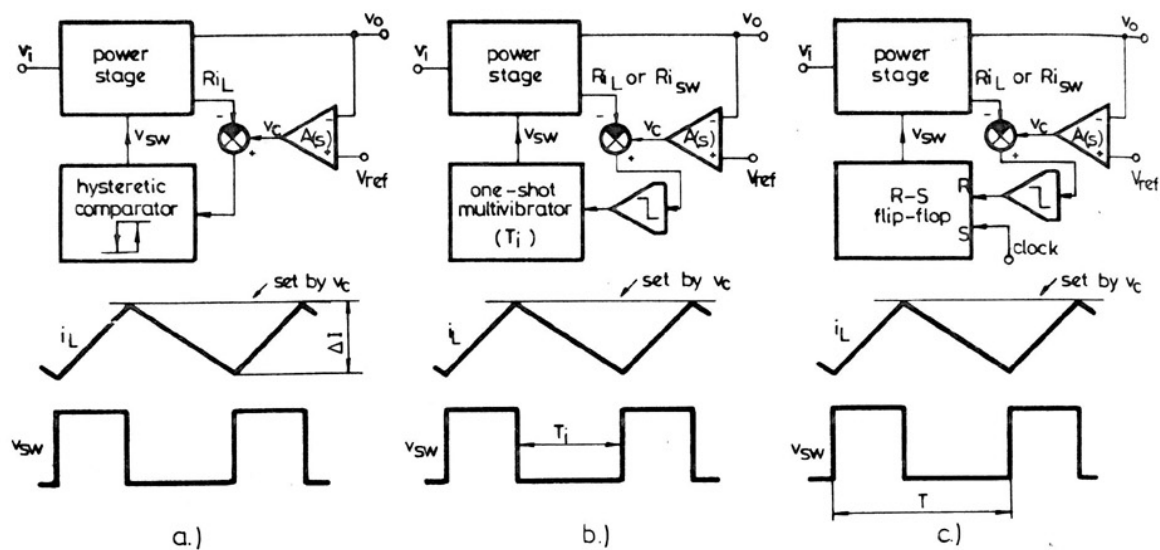 power
stage
vi
vo
RiL
vc
A(s)
vsw
Vref
hysteretic
comparator
set by vc
iL
ΔI
vsw
a.)
power
stage
vi
vo
RiL or Risw
vc
A(s)
vsw
Vref
one-shot
multivibrator
(Ti)
set by vc
iL
vsw
Ti
b.)
power
stage
vi
vo
RiL or Risw
vc
A(s)
vsw
Vref
R
R-S
flip-flop
S
clock
set by vc
iL
vsw
T
c.)